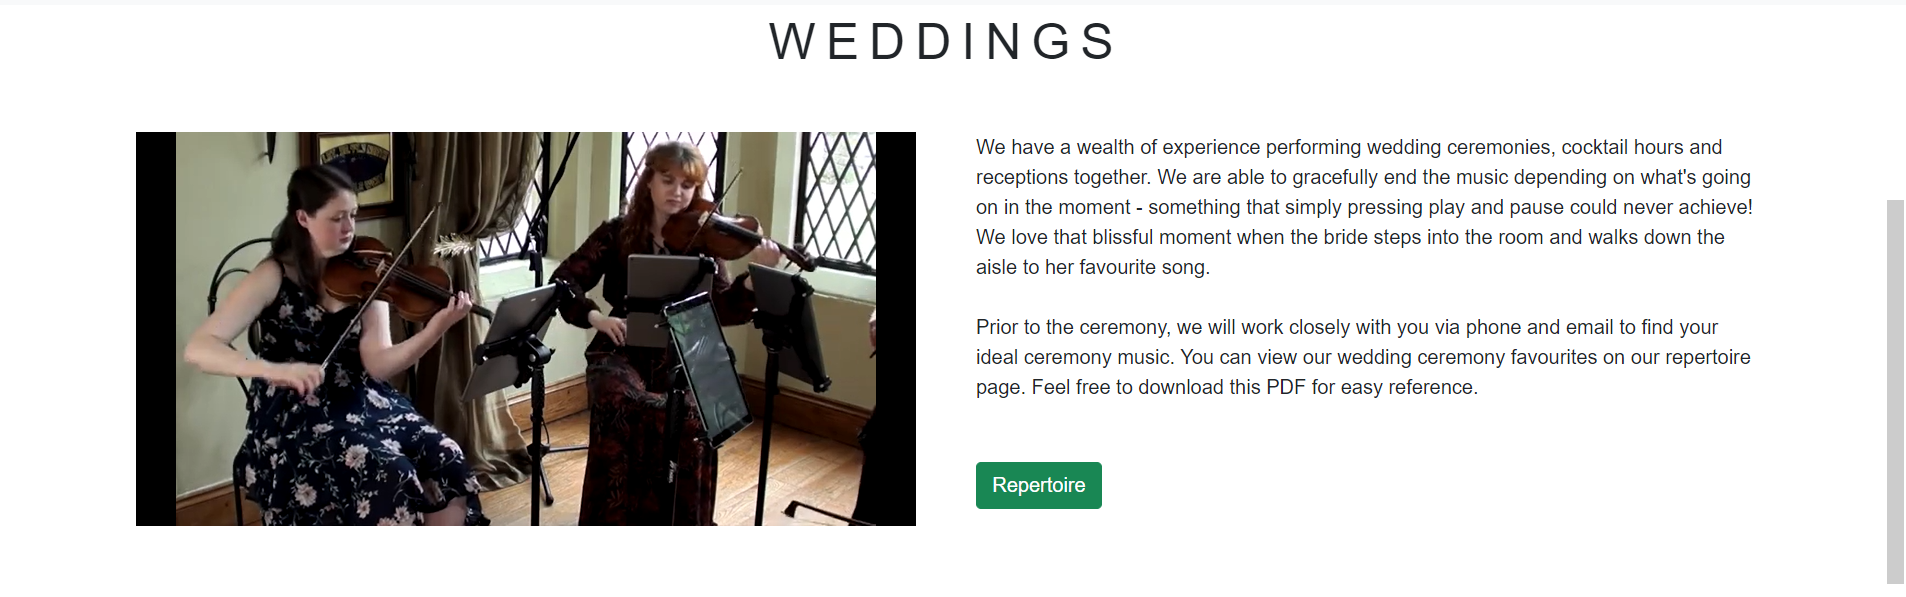 WEDDINGS
We have a wealth of experience performing wedding ceremonies, cocktail hours and
receptions together. We are able to gracefully end the music depending on what's going
on in the moment - something that simply pressing play and pause could never achieve!
We love that blissful moment when the bride steps into the room and walks down the
aisle to her favourite song.
Prior to the ceremony, we will work closely with you via phone and email to find your
ideal ceremony music. You can view our wedding ceremony favourites on our repertoire
page. Feel free to download this PDF for easy reference.
Repertoire